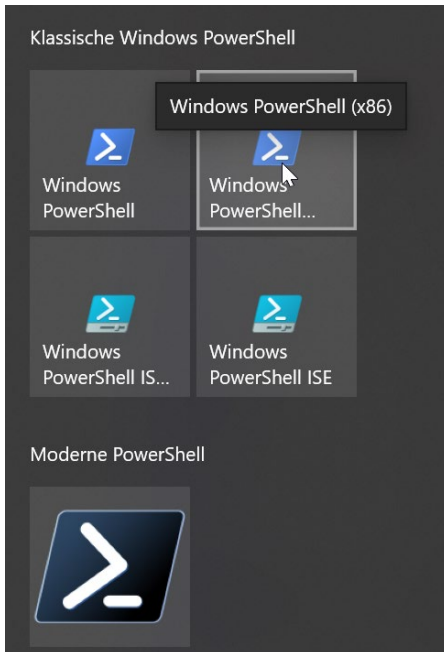 Klassische Windows PowerShell
Windows PowerShell (x86)
Windows
PowerShell
Windows
PowerShell...
Windows
PowerShell IS...
Windows
PowerShell ISE
Moderne PowerShell